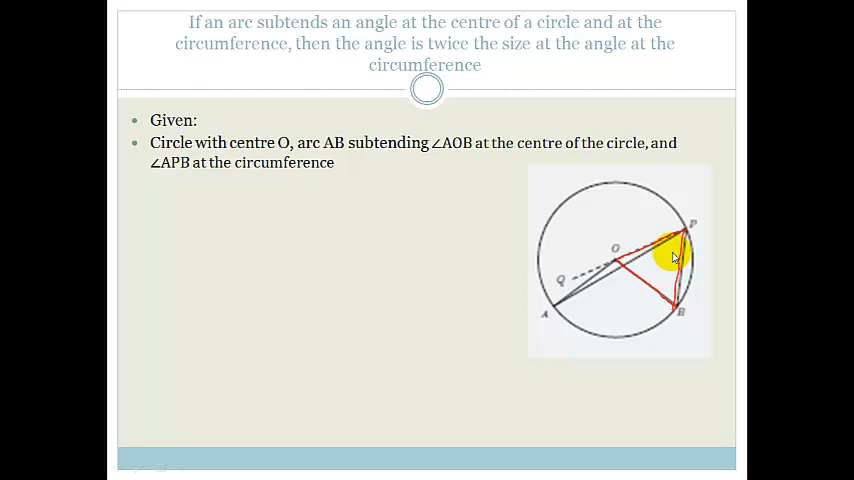 If an arc subtends an angle at the centre of a circle and at the
circumference, then the angle is twice the size at the angle at the
circumference
Given:
Circle with centre O, arc AB subtending ∠AOB at the centre of the circle, and
∠APB at the circumference
P
O
Q
A
B